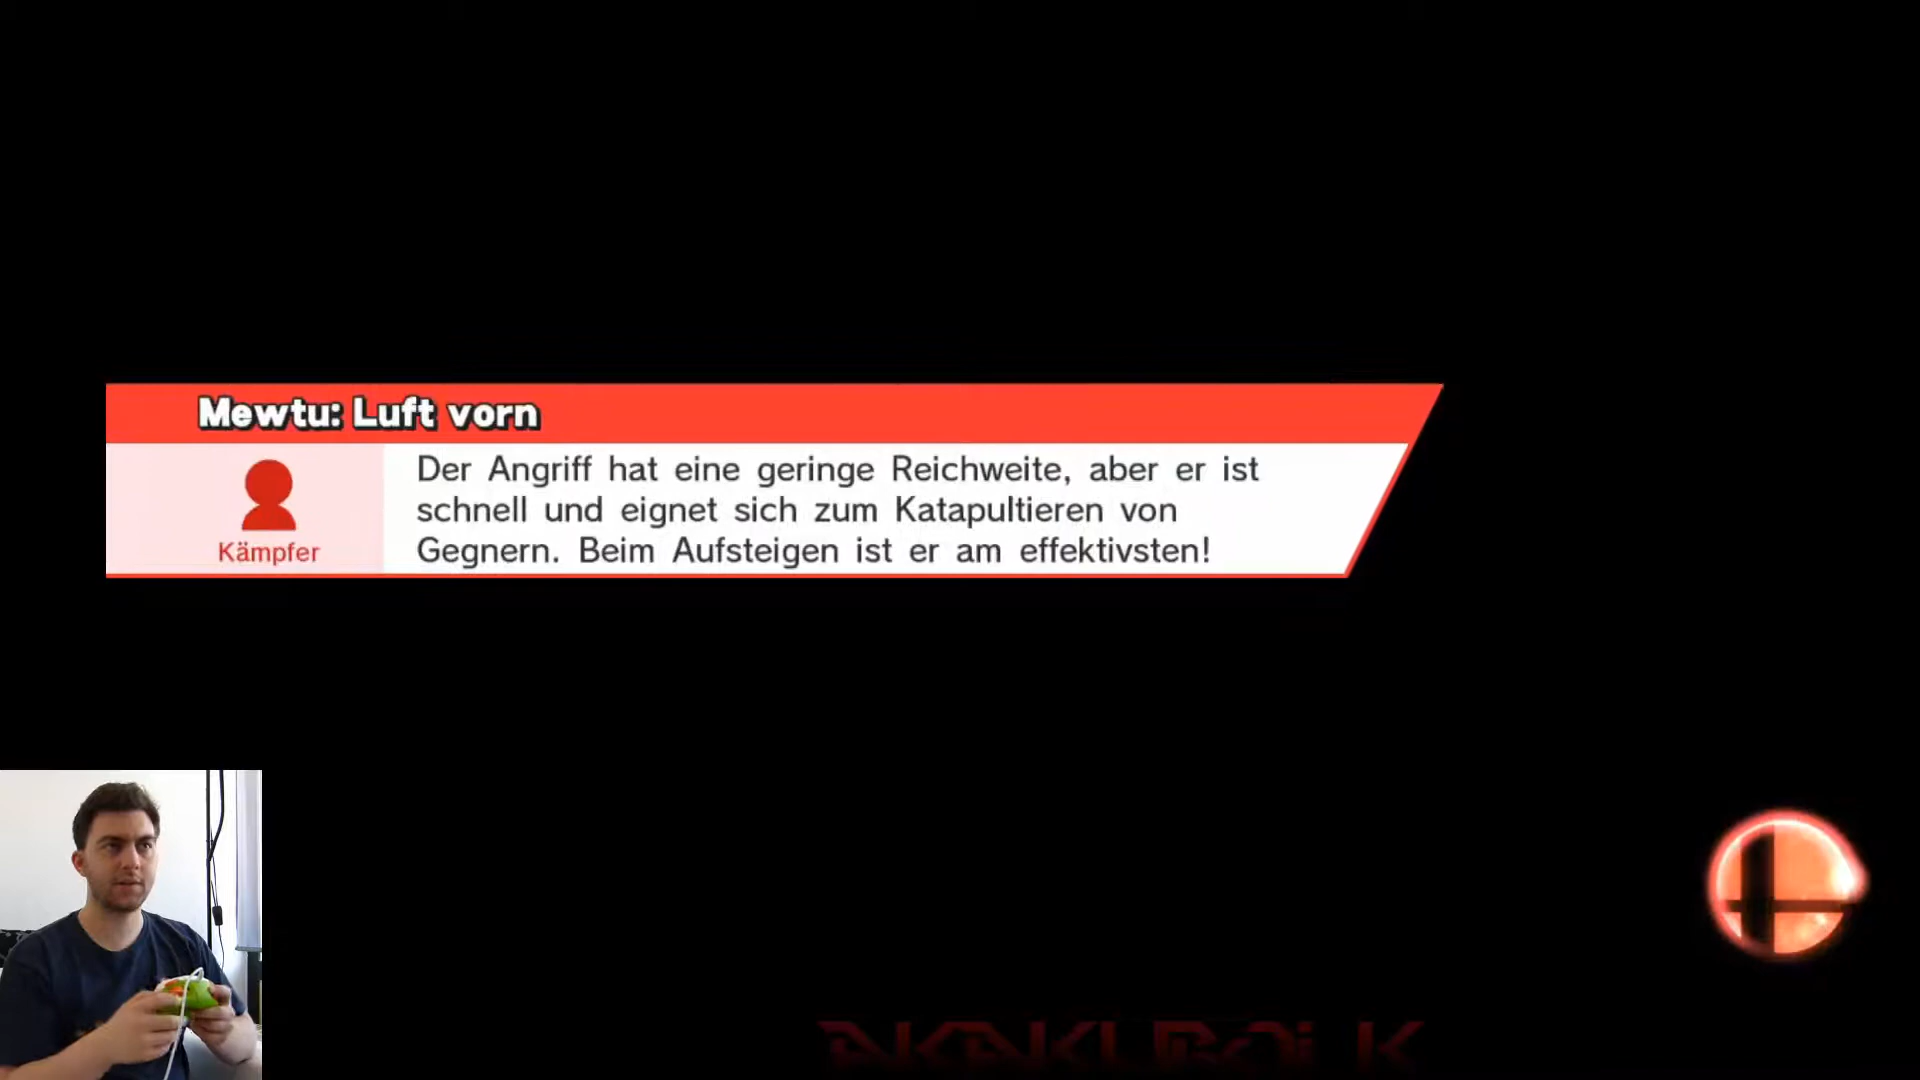 Mewtu: Luft vorn
Der Angriff hat eine geringe Reichweite, aber er ist
schnell und eignet sich zum Katapultieren von
Kämpfer
Gegnern. Beim Aufsteigen ist er am effektivsten!